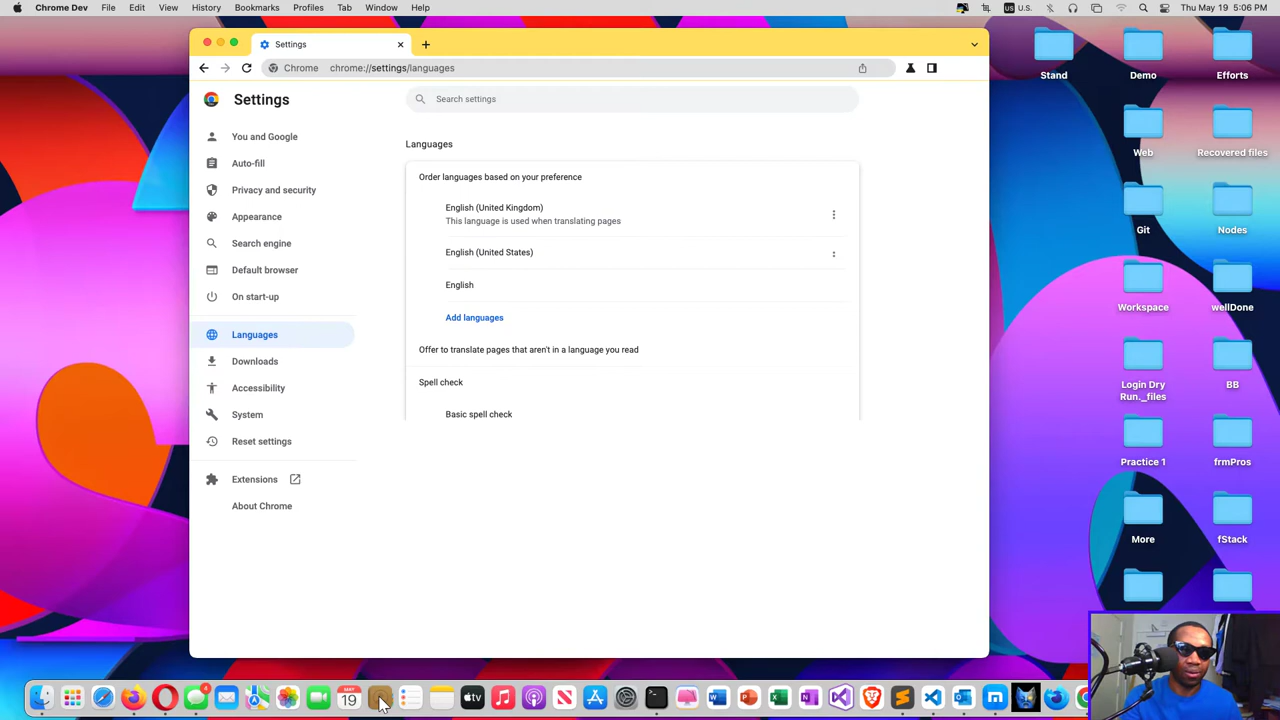 Chrome Dev File Edit View History Bookmarks Profiles Tab Window Help U.S. Thu May 19 5:06 PM
Settings
Chrome chrome://settings/languages
Settings
Search settings
You and Google
Auto-fill
Privacy and security
Appearance
Search engine
Default browser
On start-up
Languages
Downloads
Accessibility
System
Reset settings
Extensions
About Chrome
Languages
Order languages based on your preference
English (United Kingdom)
This language is used when translating pages
English (United States)
English
Add languages
Offer to translate pages that aren't in a language you read
Spell check
Basic spell check
Stand Demo Efforts
Web Recovered files
Git Nodes
Workspace wellDone
Login Dry BB
Run._files
Practice 1 frmPros
More fStack
4
MAY
19
tv